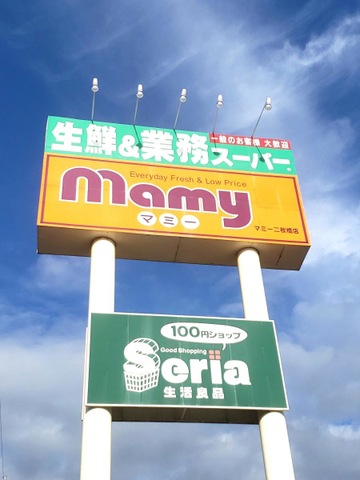 一般のお客様 大歓迎
生鮮&業務スーパー
Everyday Fresh & Low Price
mamy
マミー
マミー二枚橋店
100円ショップ
Good Shopping
Seria
生活良品